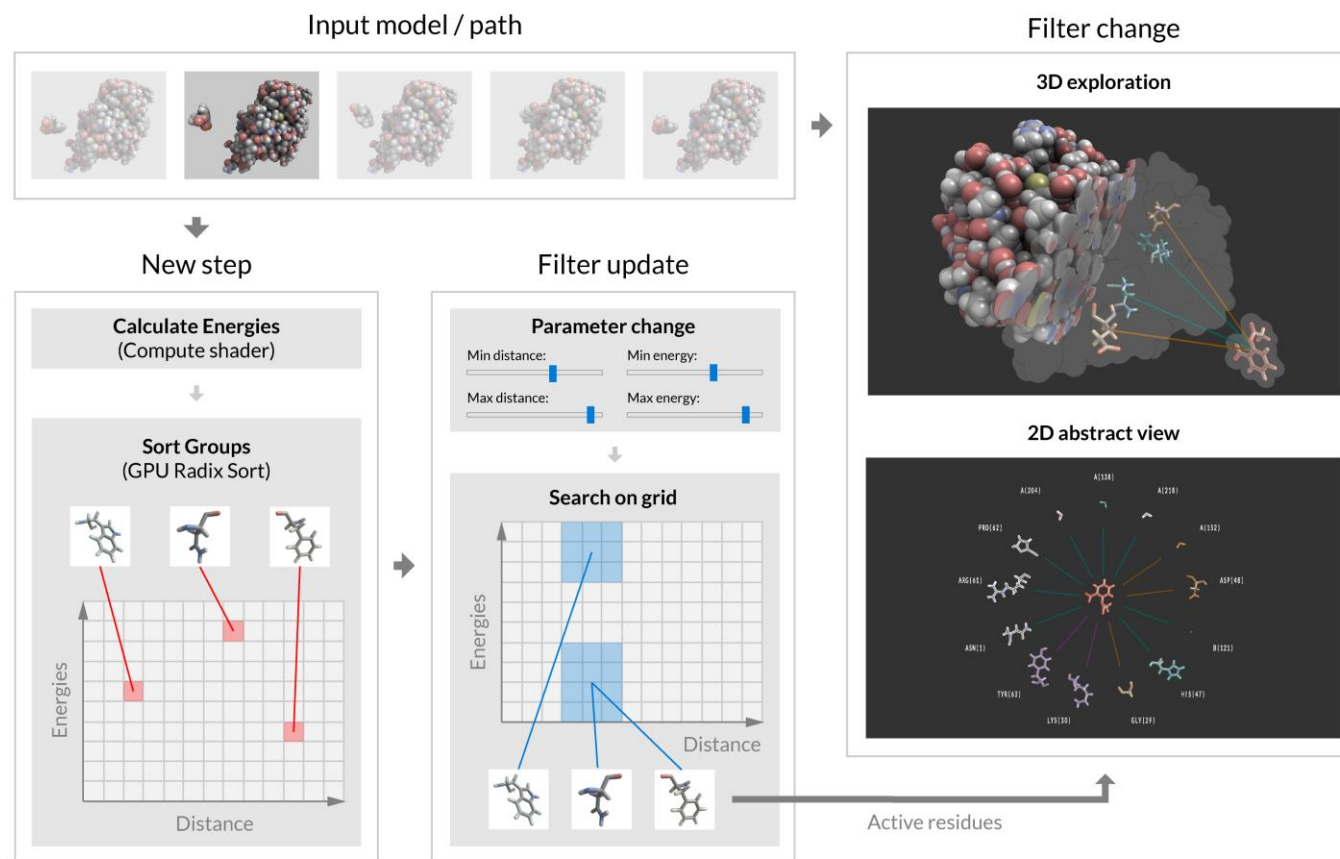 Input model / path
Filter change
3D exploration
New step
Filter update
Calculate Energies
(Compute shader)
Parameter change
Min distance:
Min energy:
Max distance:
Max energy:
Sort Groups
(GPU Radix Sort)
Search on grid
Energies
Distance
Energies
Distance
Active residues
2D abstract view
A(138)
A(204)
A(218)
PRO(62)
A(132)
ARG(61)
ASP(48)
ASN(1)
B(121)
TYR(63)
HIS(47)
LYS(30)
GLY(29)